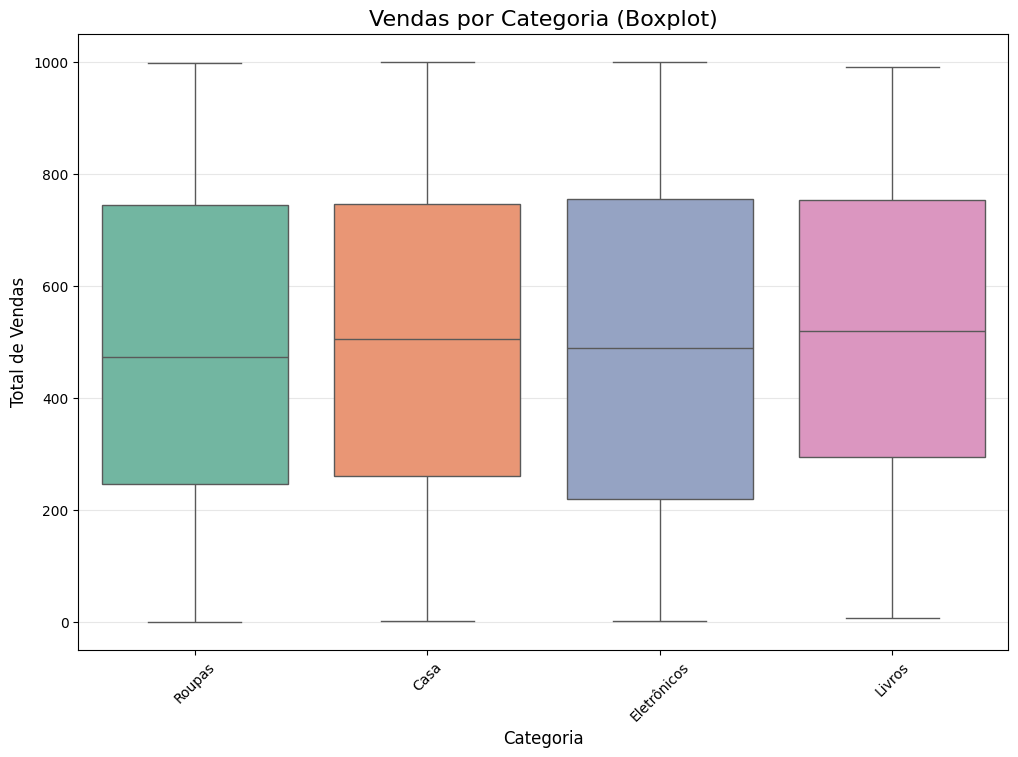 Vendas por Categoria (Boxplot)
Total de Vendas
1000
800
600
400
200
0
Roupas
Casa
Eletrônicos
Livros
Categoria